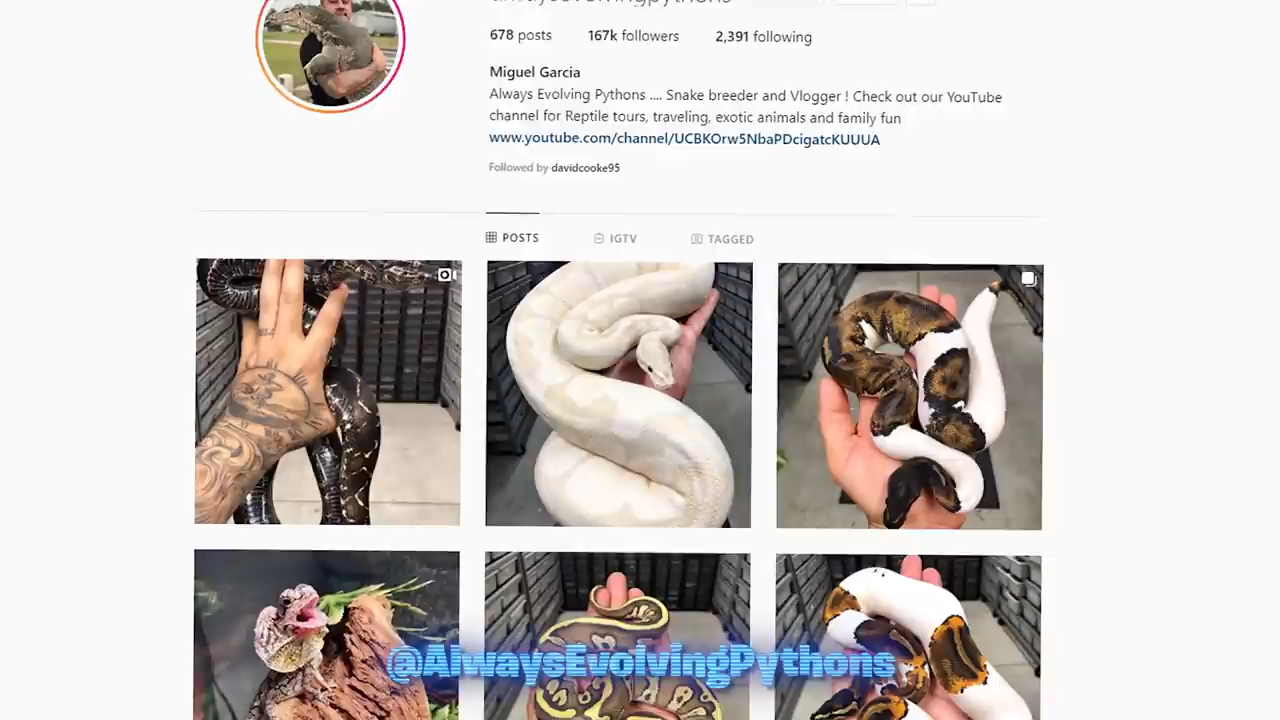 678 posts 167k followers 2,391 following
Miguel Garcia
Always Evolving Pythons .... Snake breeder and Vlogger ! Check out our YouTube
channel for Reptile tours, traveling, exotic animals and family fun
www.youtube.com/channel/UCBKOrw5NbaPDcigatcKUUUA
Followed by davidcooke95
POSTS IGTV TAGGED
@AlwaysEvolvingPythons